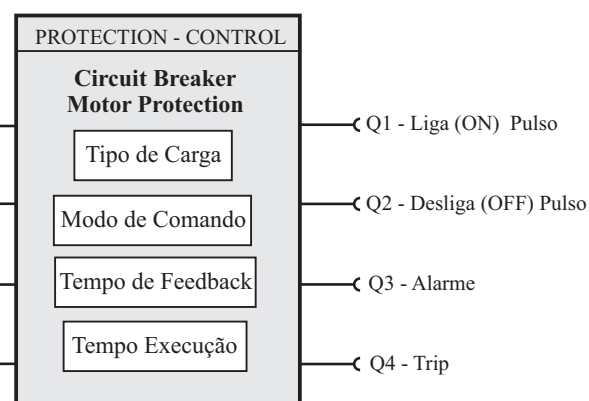 PROTECTION - CONTROL
Circuit Breaker
Motor Protection
Tipo de Carga
Modo de Comando
Tempo de Feedback
Tempo Execução
Q1 - Liga (ON) Pulso
Q2 - Desliga (OFF) Pulso
Q3 - Alarme
Q4 - Trip